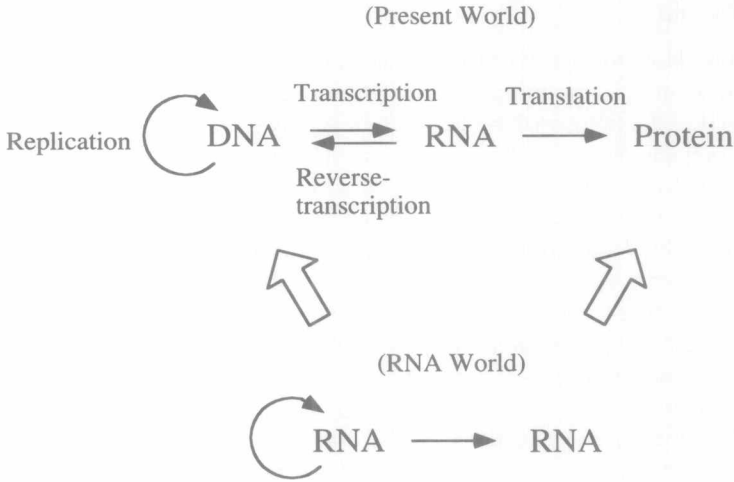 (Present World)
Transcription
Translation
Replication
DNA
RNA
Protein
Reverse-
transcription
(RNA World)
RNA
RNA